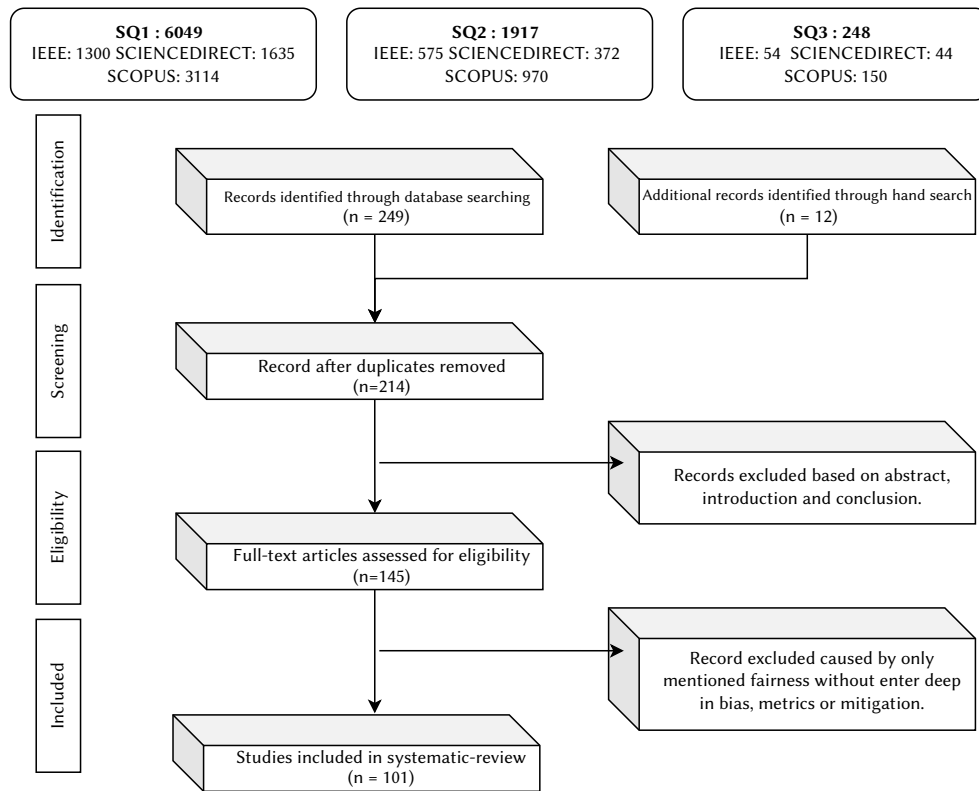 SQ1 : 6049
IEEE: 1300 SCIENCEDIRECT: 1635
SCOPUS: 3114
SQ2 : 1917
IEEE: 575 SCIENCEDIRECT: 372
SCOPUS: 970
SQ3 : 248
IEEE: 54 SCIENCEDIRECT: 44
SCOPUS: 150
Identification
Records identified through database searching
(n = 249)
Additional records identified through hand search
(n = 12)
Screening
Record after duplicates removed
(n=214)
Records excluded based on abstract,
introduction and conclusion.
Eligibility
Full-text articles assessed for eligibility
(n=145)
Included
Record excluded caused by only
mentioned fairness without enter deep
in bias, metrics or mitigation.
Studies included in systematic-review
(n = 101)